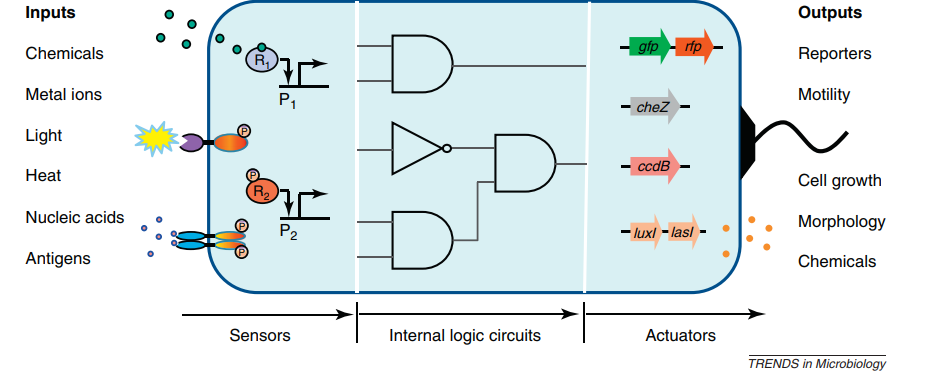 Inputs
Chemicals
Metal ions
Light
Heat
Nucleic acids
Antigens
R1
P1
P
P
R2
P2
P
P
gfp rfp
cheZ
ccdB
luxI lasI
Outputs
Reporters
Motility
Cell growth
Morphology
Chemicals
Sensors
Internal logic circuits
Actuators
TRENDS in Microbiology